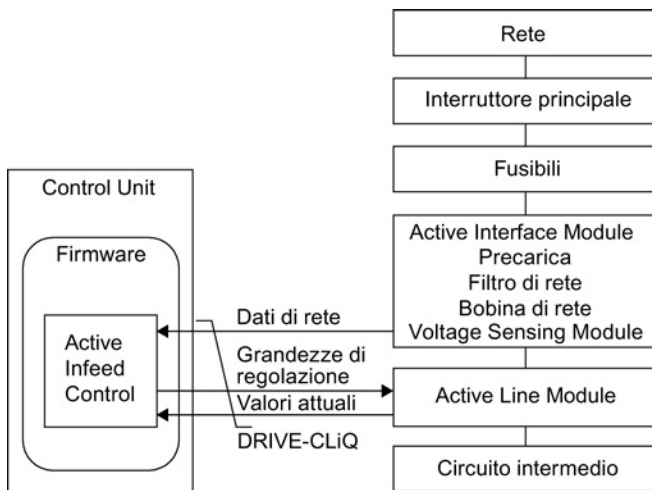 Rete
Interruttore principale
Fusibili
Control Unit
Firmware
Active
Infeed
Control
Active Interface Module
Precarica
Filtro di rete
Bobina di rete
Voltage Sensing Module
Dati di rete
Grandezze di
regolazione
Valori attuali
DRIVE-CLiQ
Active Line Module
Circuito intermedio